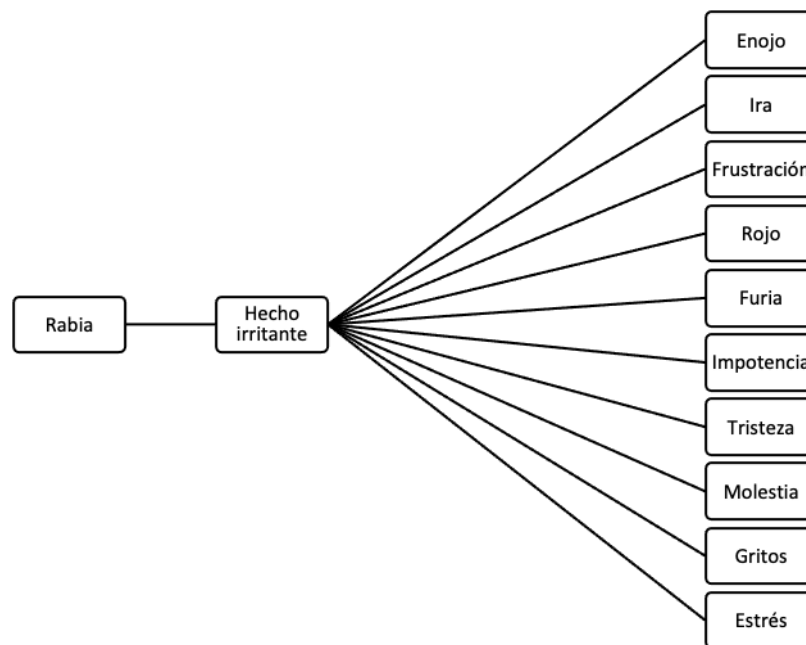 Enojo
Ira
Frustración
Rojo
Rabia
Hecho
irritante
Furia
Impotencia
Tristeza
Molestia
Gritos
Estrés